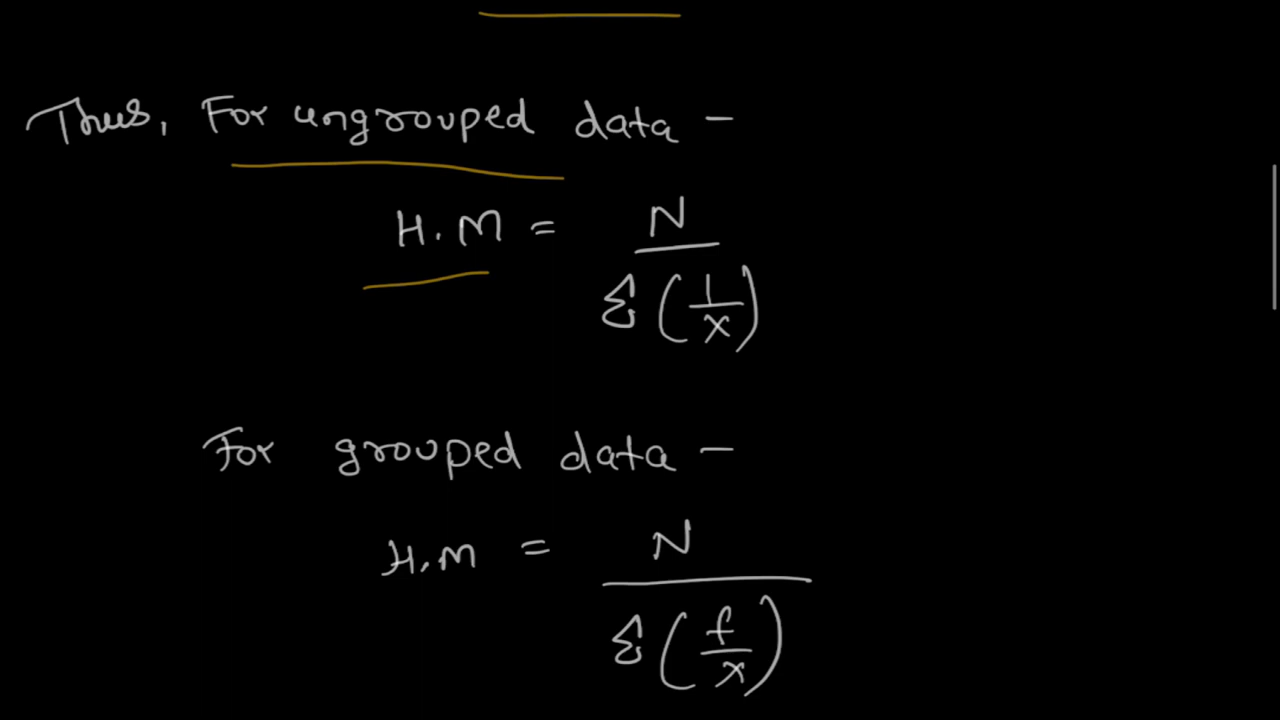 Thus, For ungrouped data -
H.M = N / Σ (1/x)
For grouped data -
H.M = N / Σ (f/x)